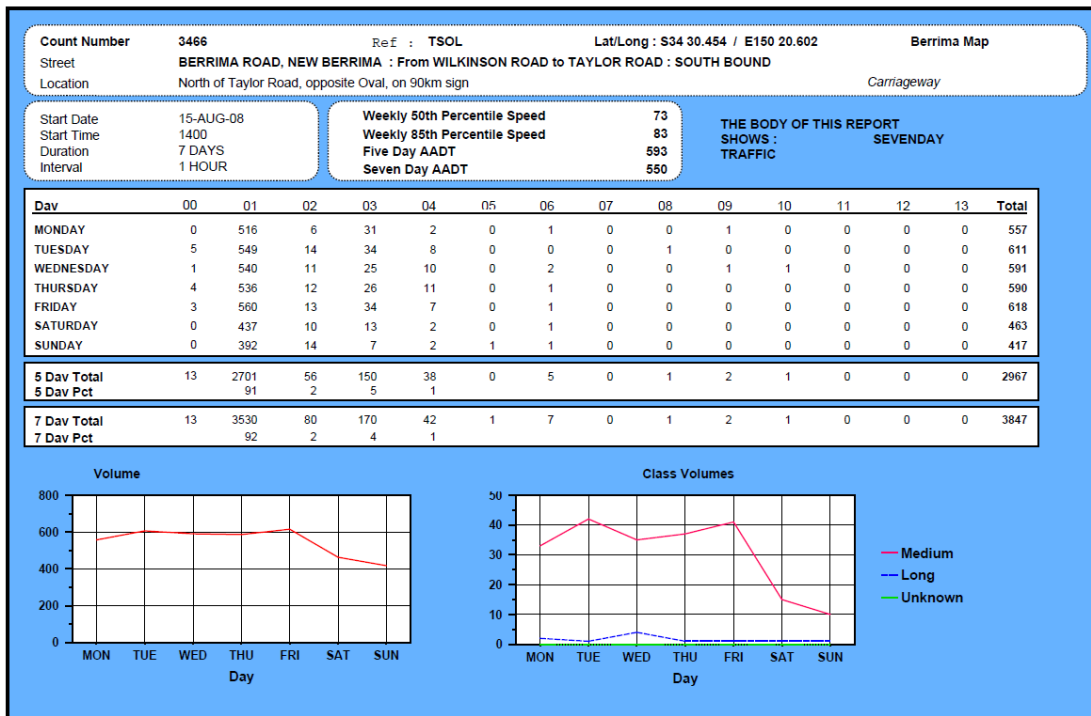 Count Number 3466 Ref : TSOL Lat/Long : S34 30.454 / E150 20.602 Berrima Map
Street BERRIMA ROAD, NEW BERRIMA : From WILKINSON ROAD to TAYLOR ROAD : SOUTH BOUND
Location North of Taylor Road, opposite Oval, on 90km sign Carriageway
Start Date 15-AUG-08
Start Time 1400
Duration 7 DAYS
Interval 1 HOUR
Weekly 50th Percentile Speed 73
Weekly 85th Percentile Speed 83
Five Day AADT 593
Seven Day AADT 550
THE BODY OF THIS REPORT
SHOWS : SEVENDAY
TRAFFIC
Day 00 01 02 03 04 05 06 07 08 09 10 11 12 13 Total
MONDAY 0 516 6 31 2 0 1 0 0 1 0 0 0 0 557
TUESDAY 5 549 14 34 8 0 0 0 1 0 0 0 0 0 611
WEDNESDAY 1 540 11 25 10 0 2 0 0 1 1 0 0 0 591
THURSDAY 4 536 12 26 11 0 1 0 0 0 0 0 0 0 590
FRIDAY 3 560 13 34 7 0 1 0 0 0 0 0 0 0 618
SATURDAY 0 437 10 13 2 0 1 0 0 0 0 0 0 0 463
SUNDAY 0 392 14 7 2 1 1 0 0 0 0 0 0 0 417
5 Day Total 13 2701 56 150 38 0 5 0 1 2 1 0 0 0 2967
5 Day Pct 91 2 5 1
7 Day Total 13 3530 80 170 42 1 7 0 1 2 1 0 0 0 3847
7 Day Pct 92 2 4 1
Volume
800
600
400
200
0
MON TUE WED THU FRI SAT SUN
Day
Class Volumes
50
40
30
20
10
0
MON TUE WED THU FRI SAT SUN
Day
Medium
Long
Unknown